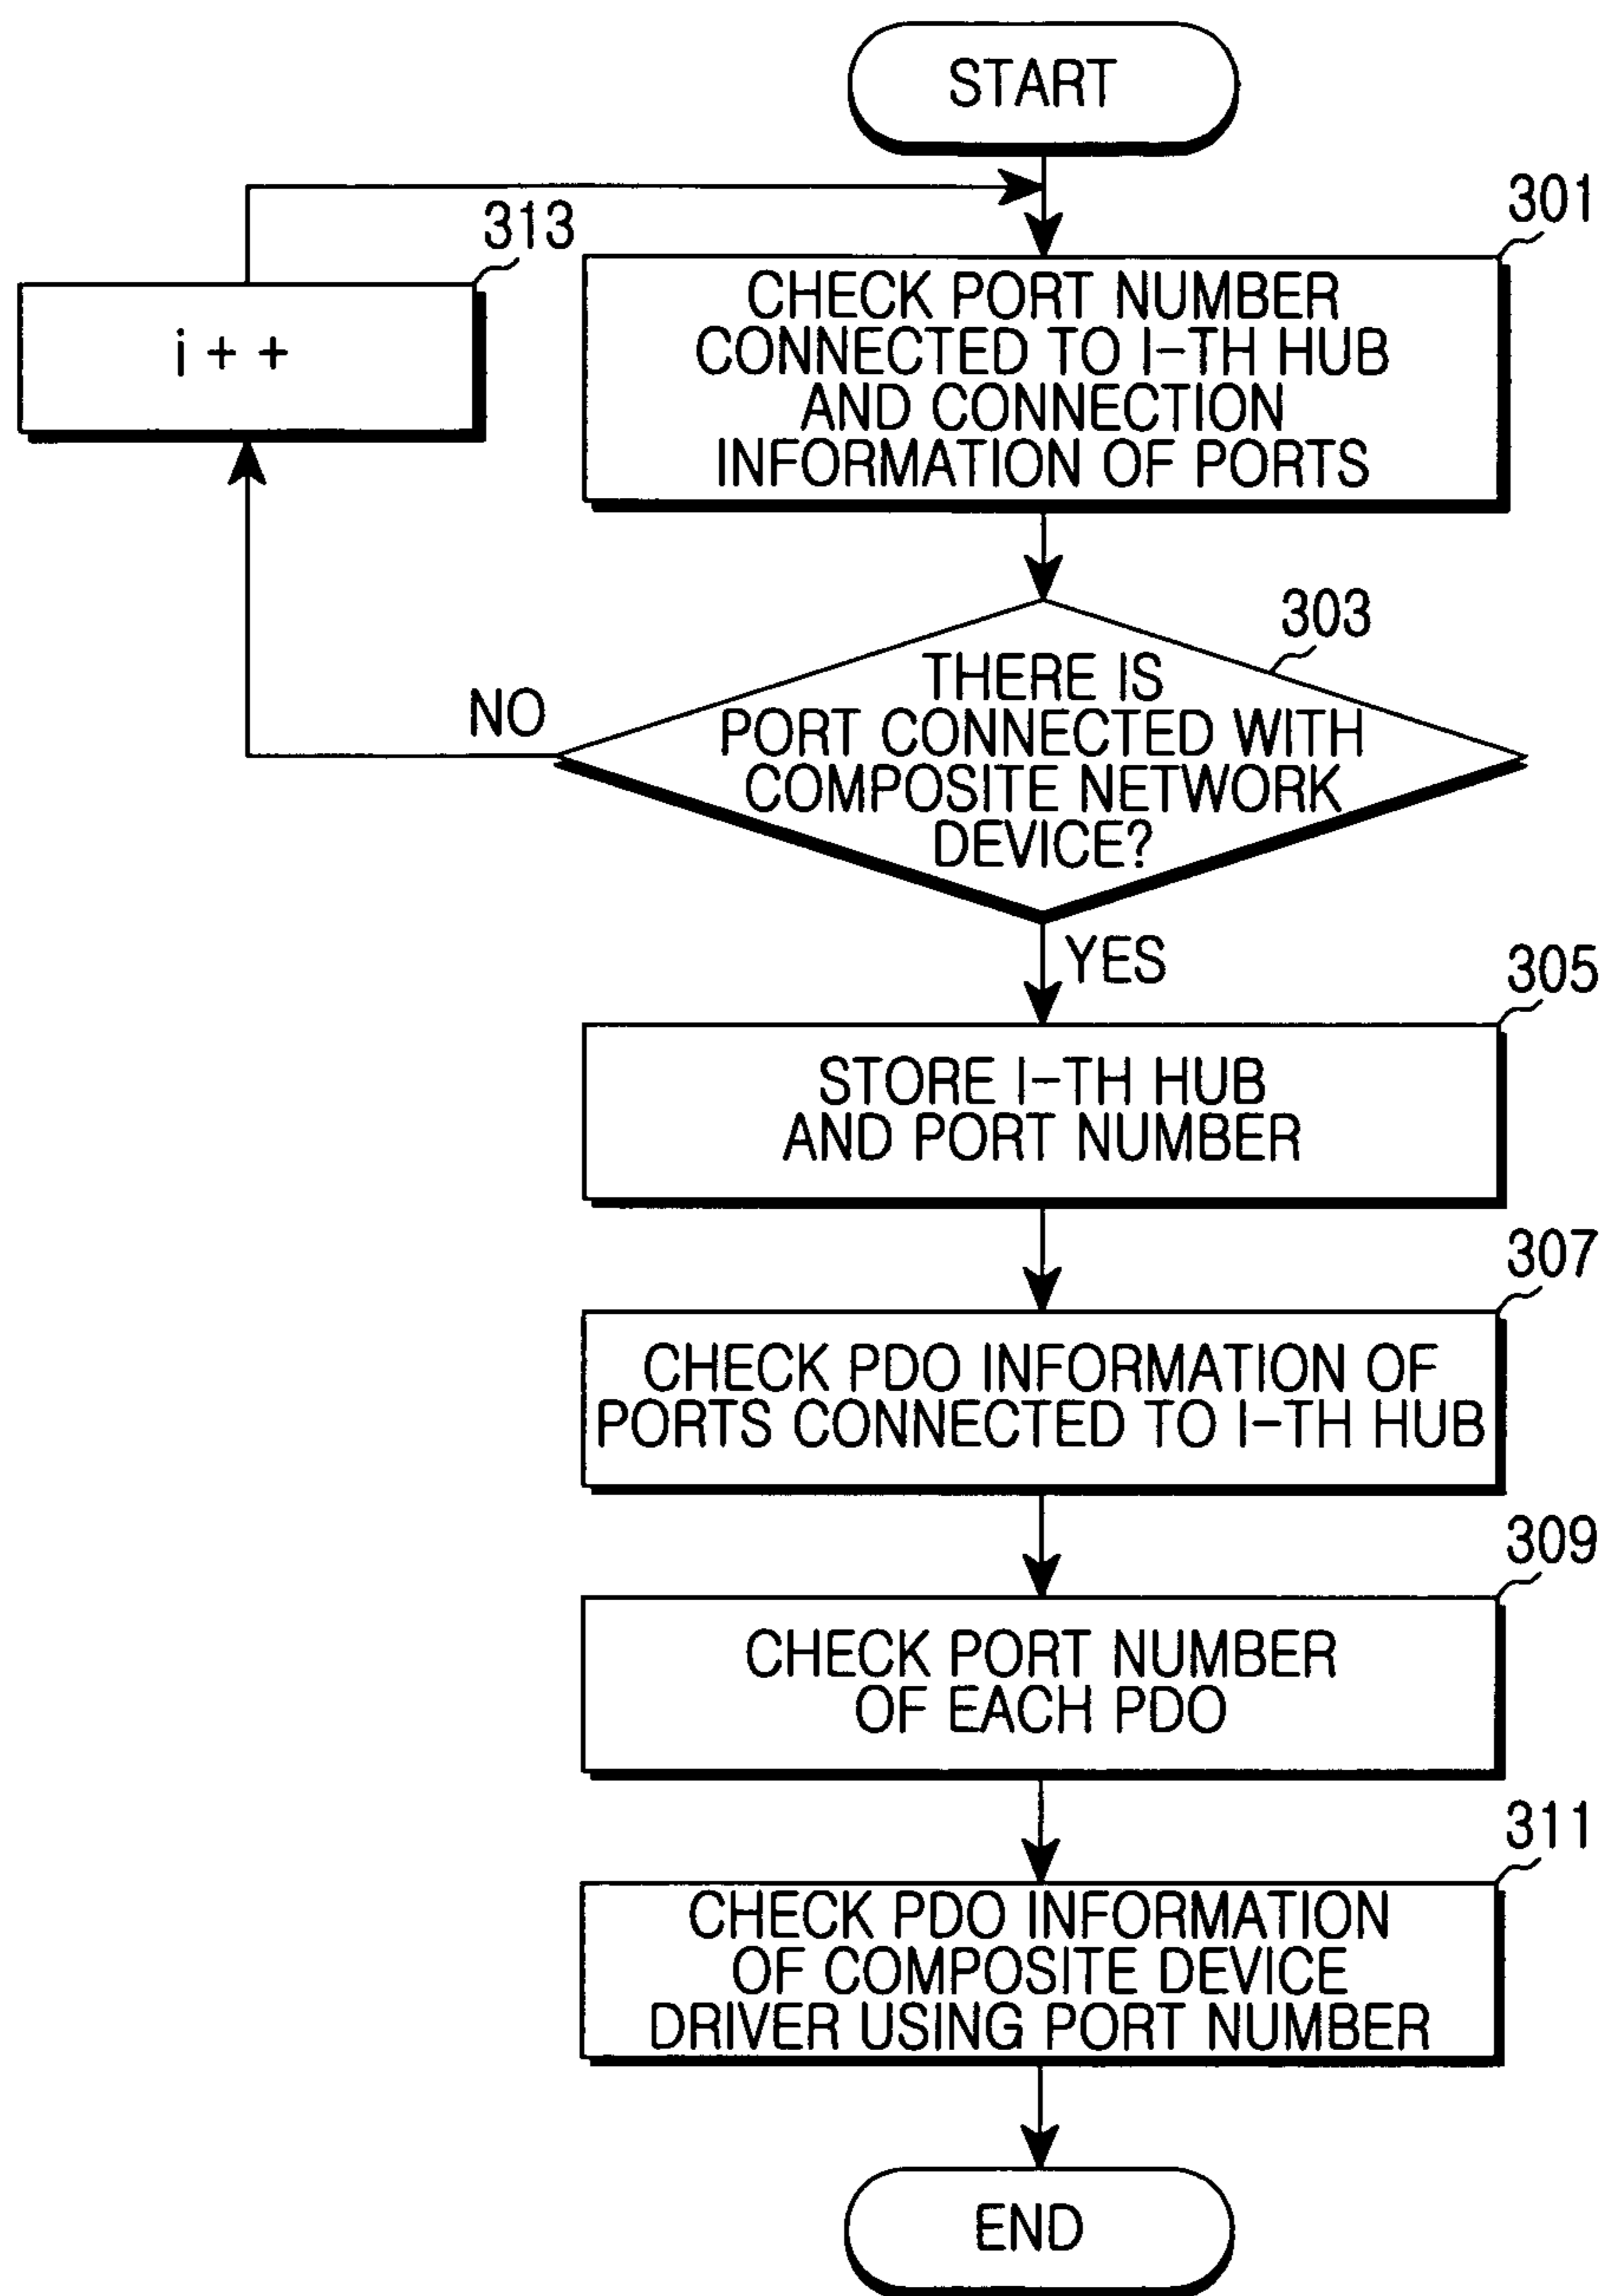 START
301
313
CHECK PORT NUMBER
CONNECTED TO I-TH HUB
AND CONNECTION
INFORMATION OF PORTS
i + +
303
THERE IS
PORT CONNECTED WITH
COMPOSITE NETWORK
DEVICE?
NO
YES
305
STORE I-TH HUB
AND PORT NUMBER
307
CHECK PDO INFORMATION OF
PORTS CONNECTED TO I-TH HUB
309
CHECK PORT NUMBER
OF EACH PDO
311
CHECK PDO INFORMATION
OF COMPOSITE DEVICE
DRIVER USING PORT NUMBER
END